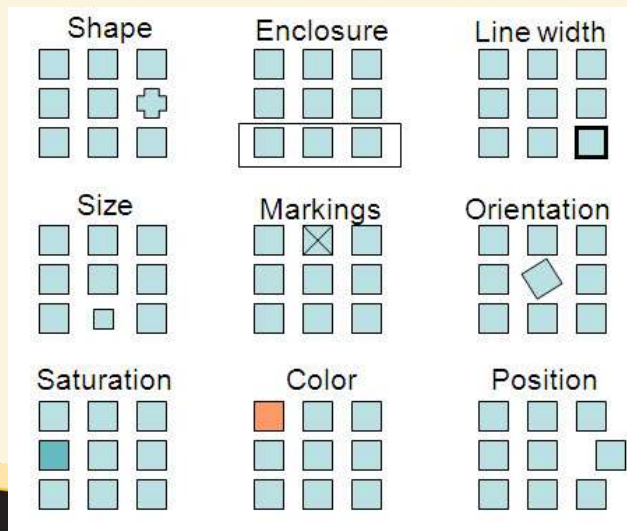 Shape Enclosure Line width
Size Markings Orientation
Saturation Color Position